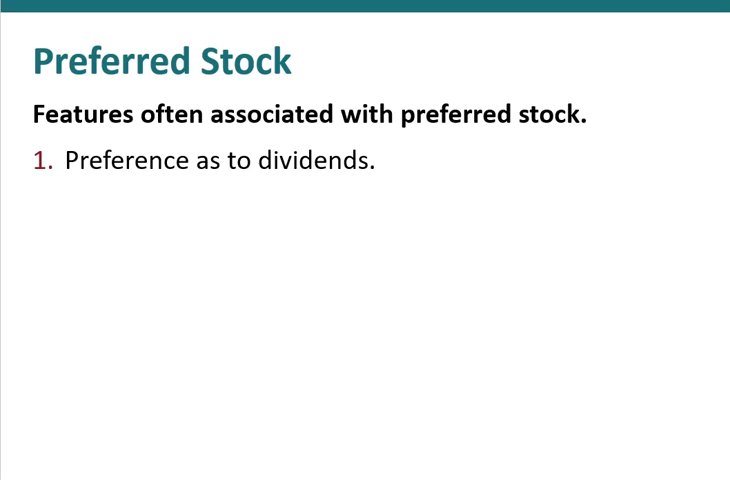 Preferred Stock
Features often associated with preferred stock.
1. Preference as to dividends.